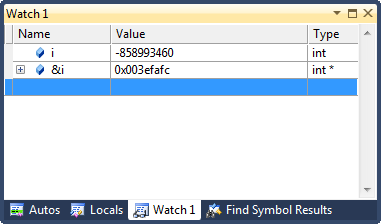 Watch 1
Name Value Type
i -858993460 int
&i 0x003efafc int *
Autos Locals Watch 1 Find Symbol Results